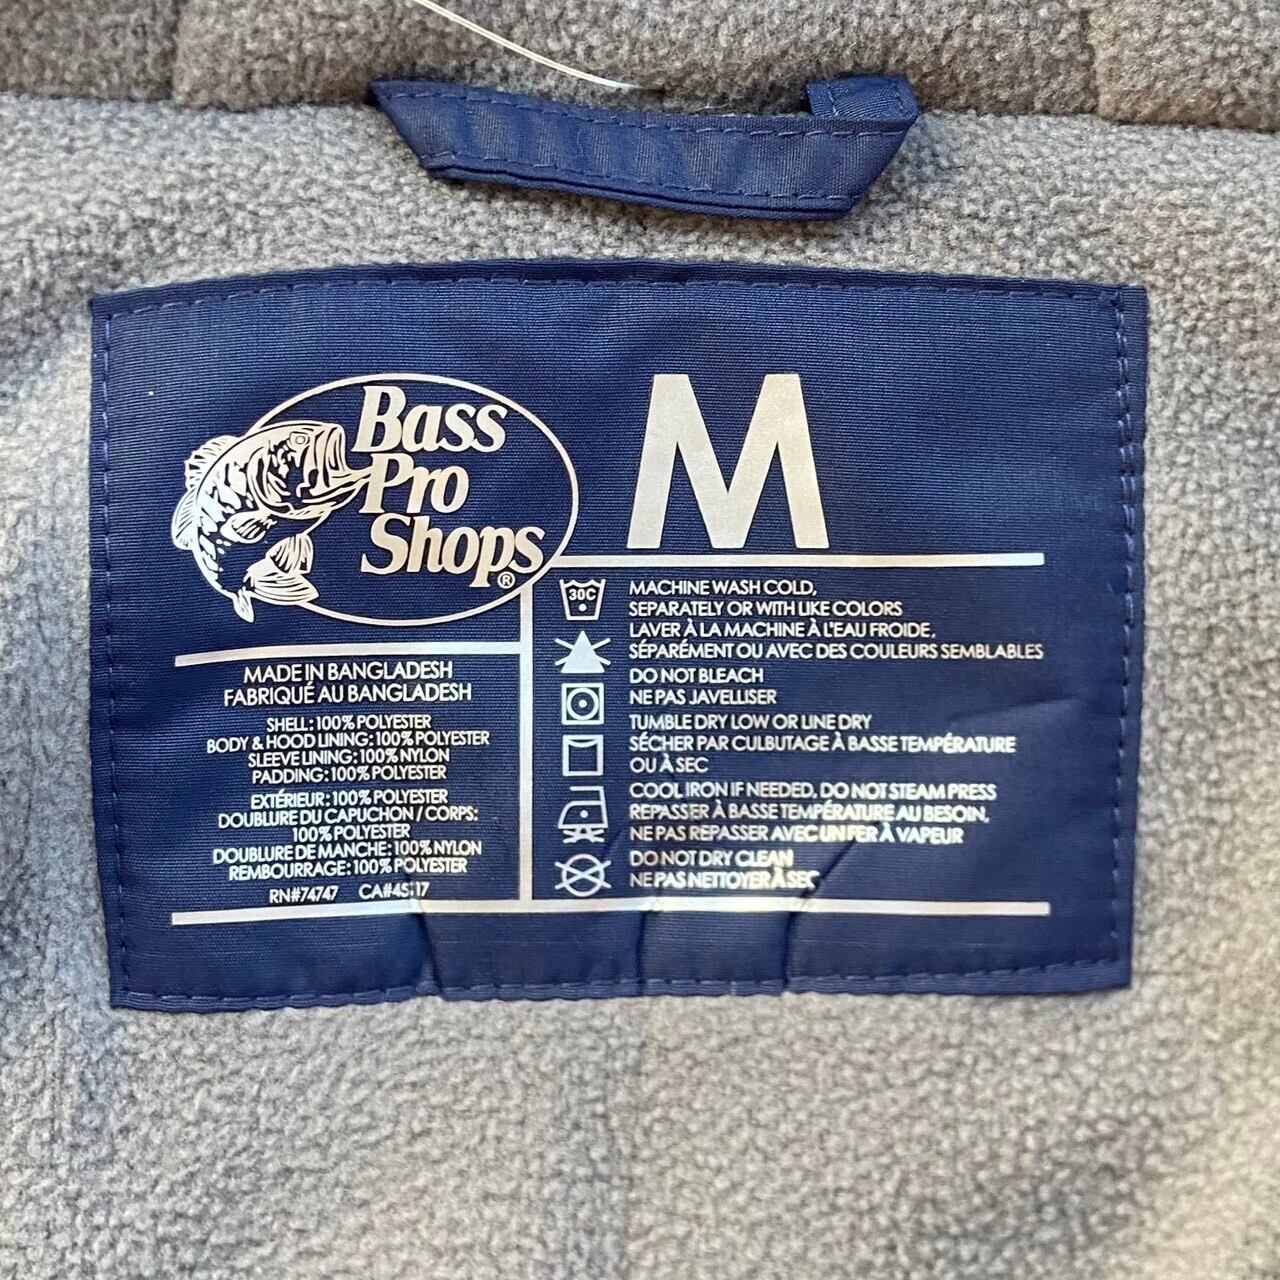 Bass
Pro
Shops®
M
MADE IN BANGLADESH
FABRIQUÉ AU BANGLADESH
SHELL: 100% POLYESTER
BODY & HOOD LINING: 100% POLYESTER
SLEEVE LINING: 100% NYLON
PADDING: 100% POLYESTER
EXTÉRIEUR: 100% POLYESTER
DOUBLURE DU CAPUCHON / CORPS:
100% POLYESTER
DOUBLURE DE MANCHE: 100% NYLON
REMBOURRAGE: 100% POLYESTER
RN#74747
30C
MACHINE WASH COLD,
SEPARATELY OR WITH LIKE COLORS
LAVER À LA MACHINE À L'EAU FROIDE,
SÉPARÉMENT OU AVEC DES COULEURS SEMBLABLES
DO NOT BLEACH
NE PAS JAVELLISER
TUMBLE DRY LOW OR LINE DRY
SÉCHER PAR CULBUTAGE À BASSE TEMPÉRATURE
OU À SEC
COOL IRON IF NEEDED, DO NOT STEAM PRESS
REPASSER À BASSE TEMPÉRATURE AU BESOIN,
NE PAS REPASSER AVEC UN FER À VAPEUR
DO NOT DRY CLEAN
NE PAS NETTOYER À SEC